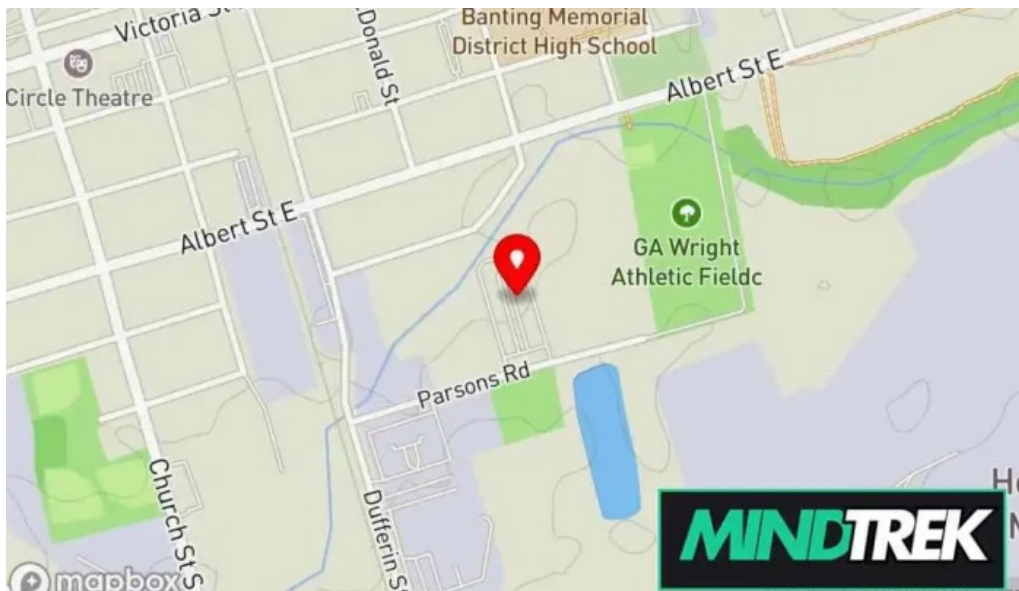 Banting Memorial
District High School
Victoria St
Donald St
Albert St E
Circle Theatre
Albert St E
GA Wright
Athletic Fieldc
Parsons Rd
Church St S
Dufferin S
MINDTREK
mapbox